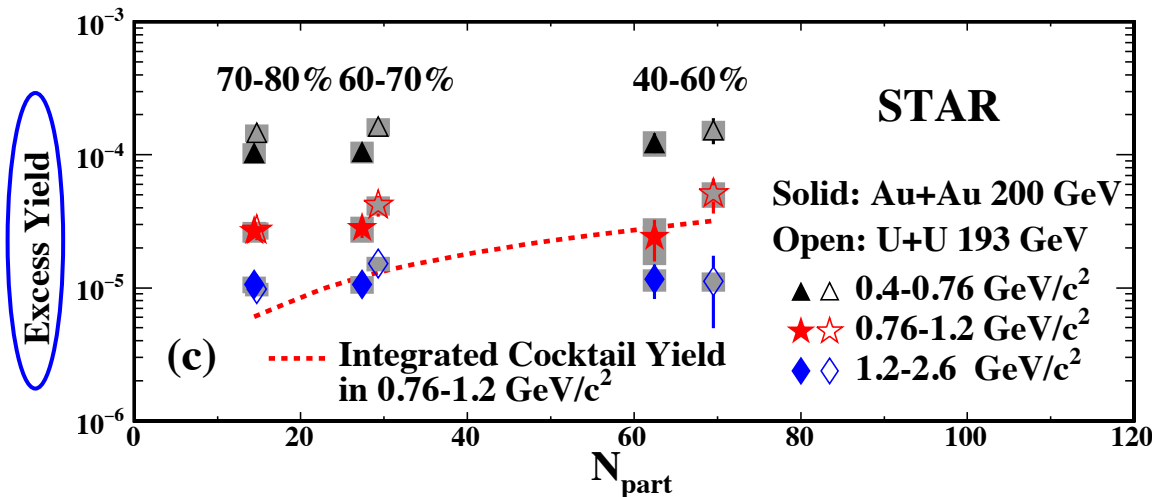 10⁻³
70-80% 60-70% 40-60%
STAR
10⁻⁴
Excess Yield
Solid: Au+Au 200 GeV
Open: U+U 193 GeV
0.4-0.76 GeV/c²
10⁻⁵
0.76-1.2 GeV/c²
(c)
Integrated Cocktail Yield
in 0.76-1.2 GeV/c²
1.2-2.6 GeV/c²
10⁻⁶
0 20 40 60 80 100 120
N_part